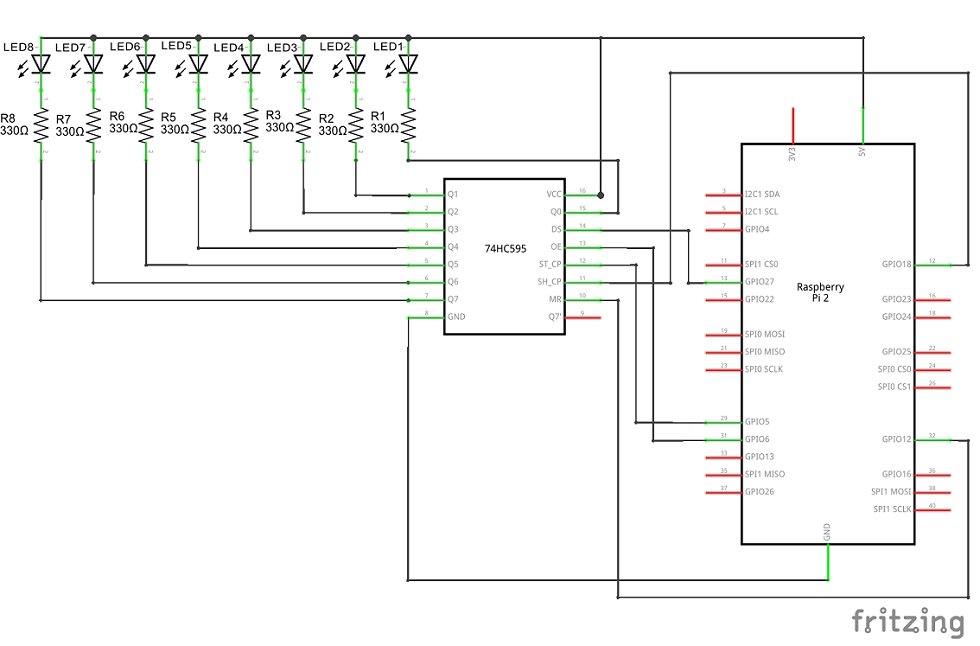 LED8 LED7 LED6 LED5 LED4 LED3 LED2 LED1
R8 R7 R6 R5 R4 R3 R2 R1
330Ω 330Ω 330Ω 330Ω 330Ω 330Ω 330Ω 330Ω
74HC595
1 Q1
2 Q2
3 Q3
4 Q4
5 Q5
6 Q6
7 Q7
8 GND
VCC 16
Q0 15
DS 14
OE 13
ST_CP 12
SH_CP 11
MR 10
Q7' 9
3V3
5V
Raspberry
Pi 2
3 I2C1 SDA
5 I2C1 SCL
7 GPIO4
11 SPI1 CS0
13 GPIO27
15 GPIO22
19 SPI0 MOSI
21 SPI0 MISO
23 SPI0 SCLK
29 GPIO5
31 GPIO6
33 GPIO13
35 SPI1 MISO
37 GPIO26
GPIO18 12
GPIO23 16
GPIO24 18
GPIO25 22
SPI0 CS0 24
SPI0 CS1 26
GPIO12 32
GPIO16 36
SPI1 MOSI 38
SPI1 SCLK 40
GND
fritzing